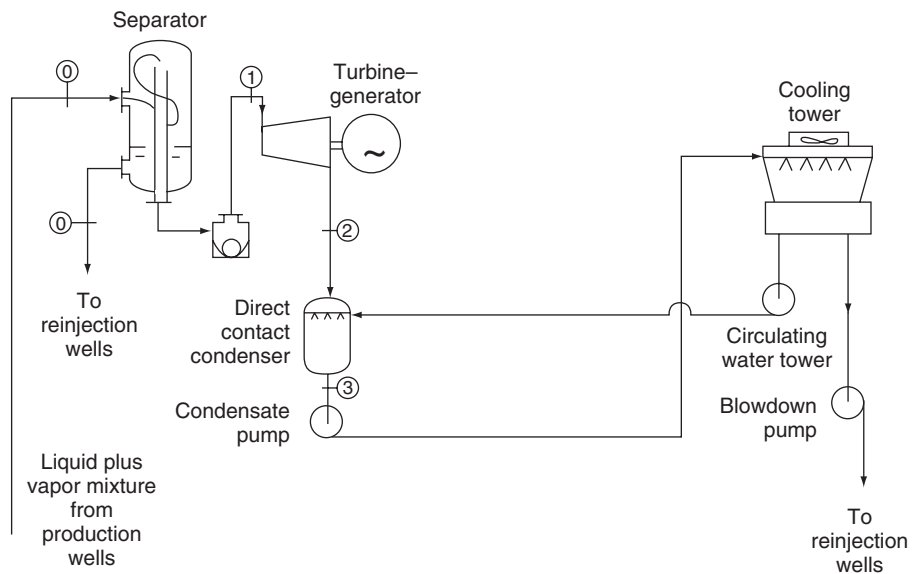 Separator
0
1
Turbine–
generator
~
Cooling
tower
0
2
To
reinjection
wells
Direct
contact
condenser
3
Condensate
pump
Circulating
water tower
Blowdown
pump
Liquid plus
vapor mixture
from
production
wells
To
reinjection
wells